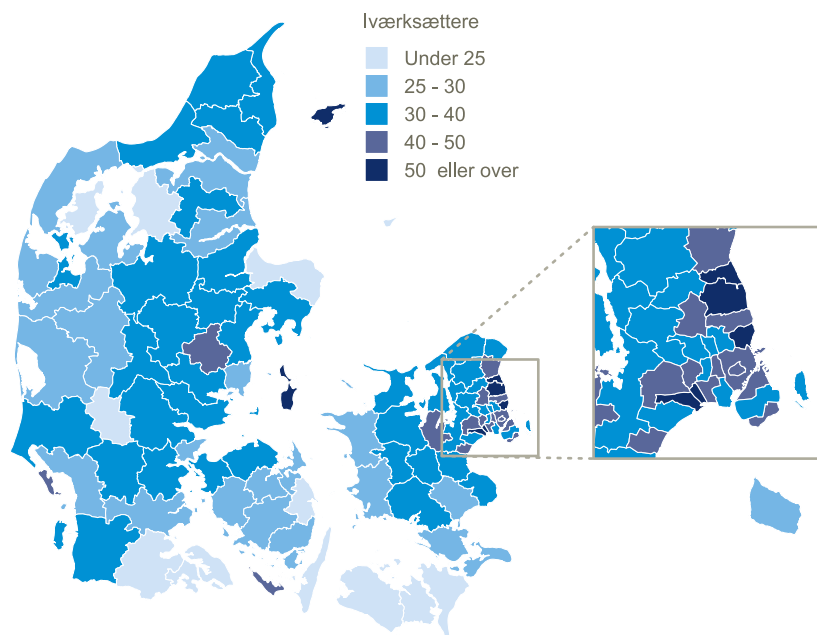 Iværksættere
Under 25
25 - 30
30 - 40
40 - 50
50 eller over